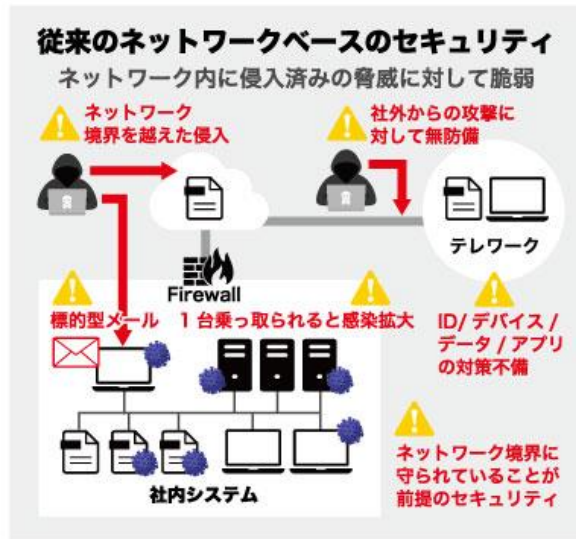 従来のネットワークベースのセキュリティ
ネットワーク内に侵入済みの脅威に対して脆弱
ネットワーク
境界を越えた侵入
社外からの攻撃に
対して無防備
テレワーク
Firewall
標的型メール
1台乗っ取られると感染拡大
ID/ デバイス /
データ / アプリ
の対策不備
ネットワーク境界に
守られていることが
前提のセキュリティ
社内システム